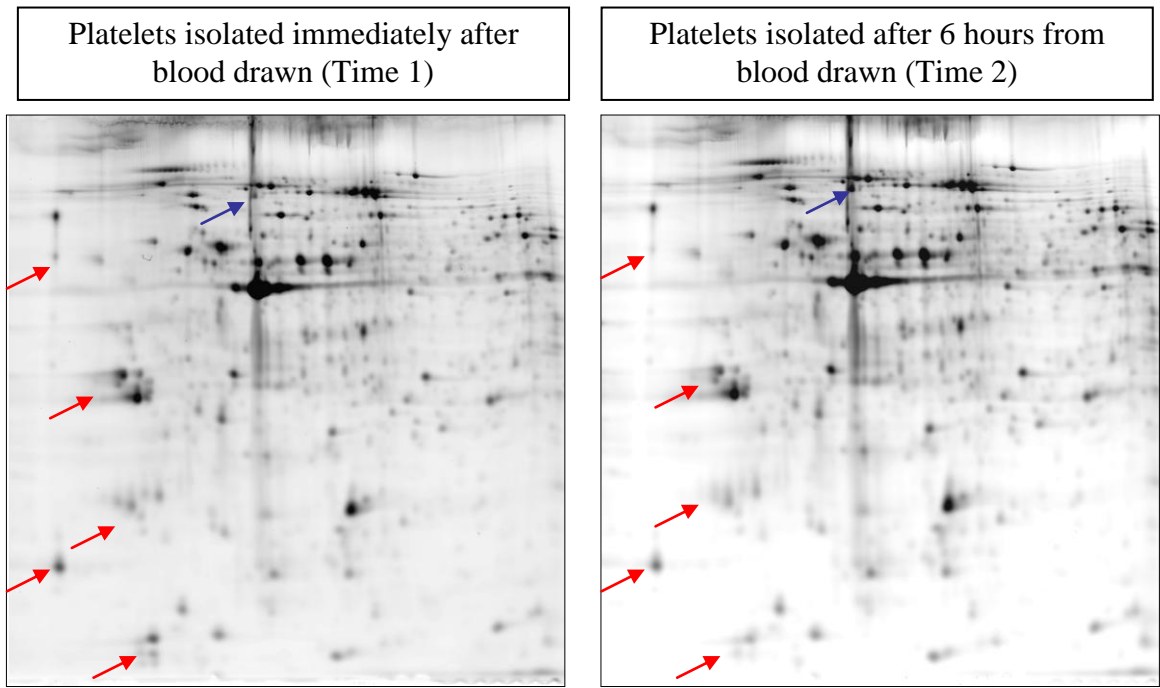 Platelets isolated immediately after
blood drawn (Time 1)
Platelets isolated after 6 hours from
blood drawn (Time 2)